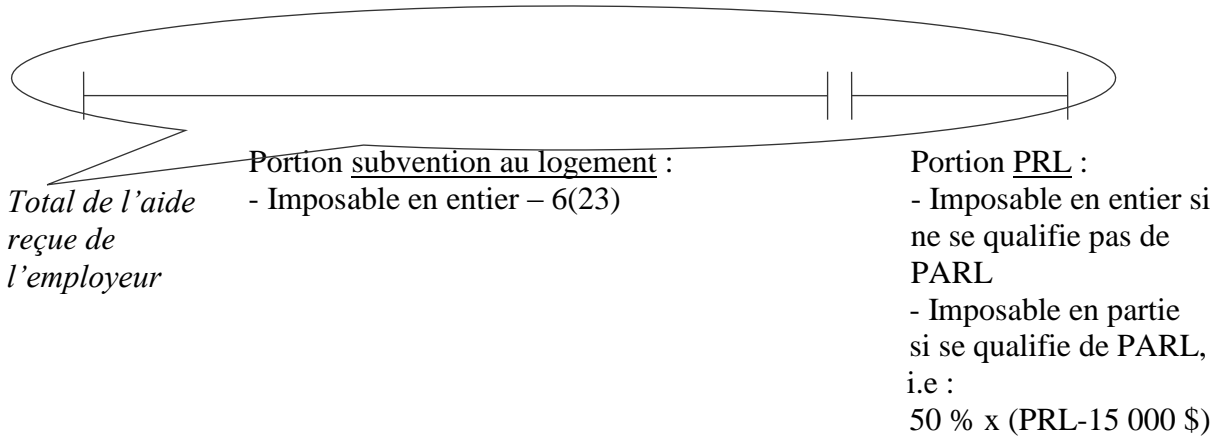 Total de l’aide
reçue de
l’employeur
Portion subvention au logement :
- Imposable en entier – 6(23)
Portion PRL :
- Imposable en entier si
ne se qualifie pas de
PARL
- Imposable en partie
si se qualifie de PARL,
i.e :
50 % x (PRL-15 000 $)